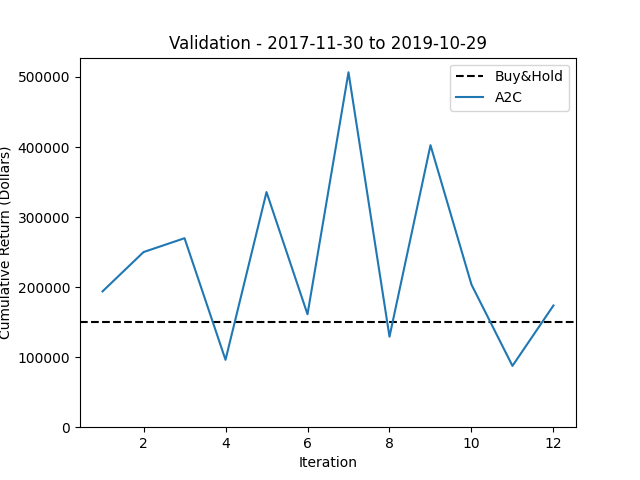 Validation - 2017-11-30 to 2019-10-29
Buy&Hold
A2C
Cumulative Return (Dollars)
500000
400000
300000
200000
100000
0
2
4
6
8
10
12
Iteration